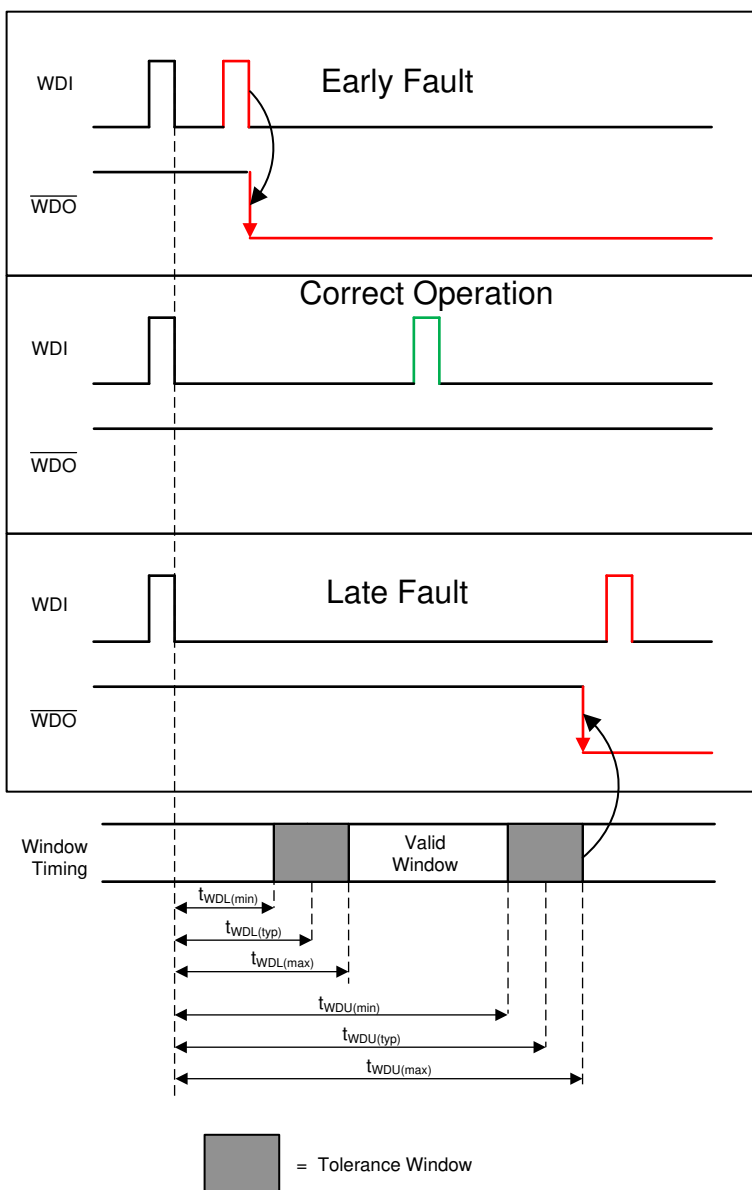 Early Fault
WDI
WDO
Correct Operation
WDI
WDO
Late Fault
WDI
WDO
Window
Timing
Valid
Window
tWDL(min)
tWDL(typ)
tWDL(max)
tWDU(min)
tWDU(typ)
tWDU(max)
= Tolerance Window